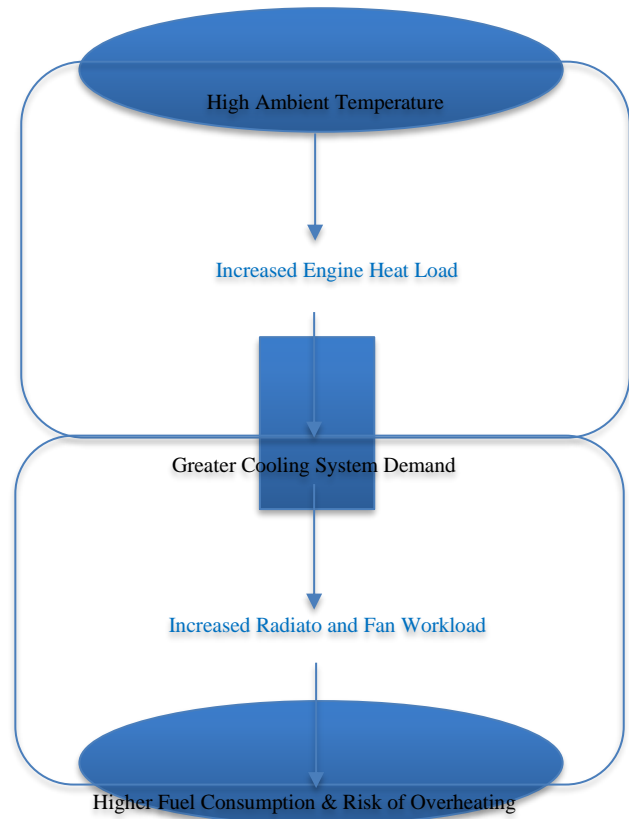 High Ambient Temperature
Increased Engine Heat Load
Greater Cooling System Demand
Increased Radiato and Fan Workload
Higher Fuel Consumption & Risk of Overheating